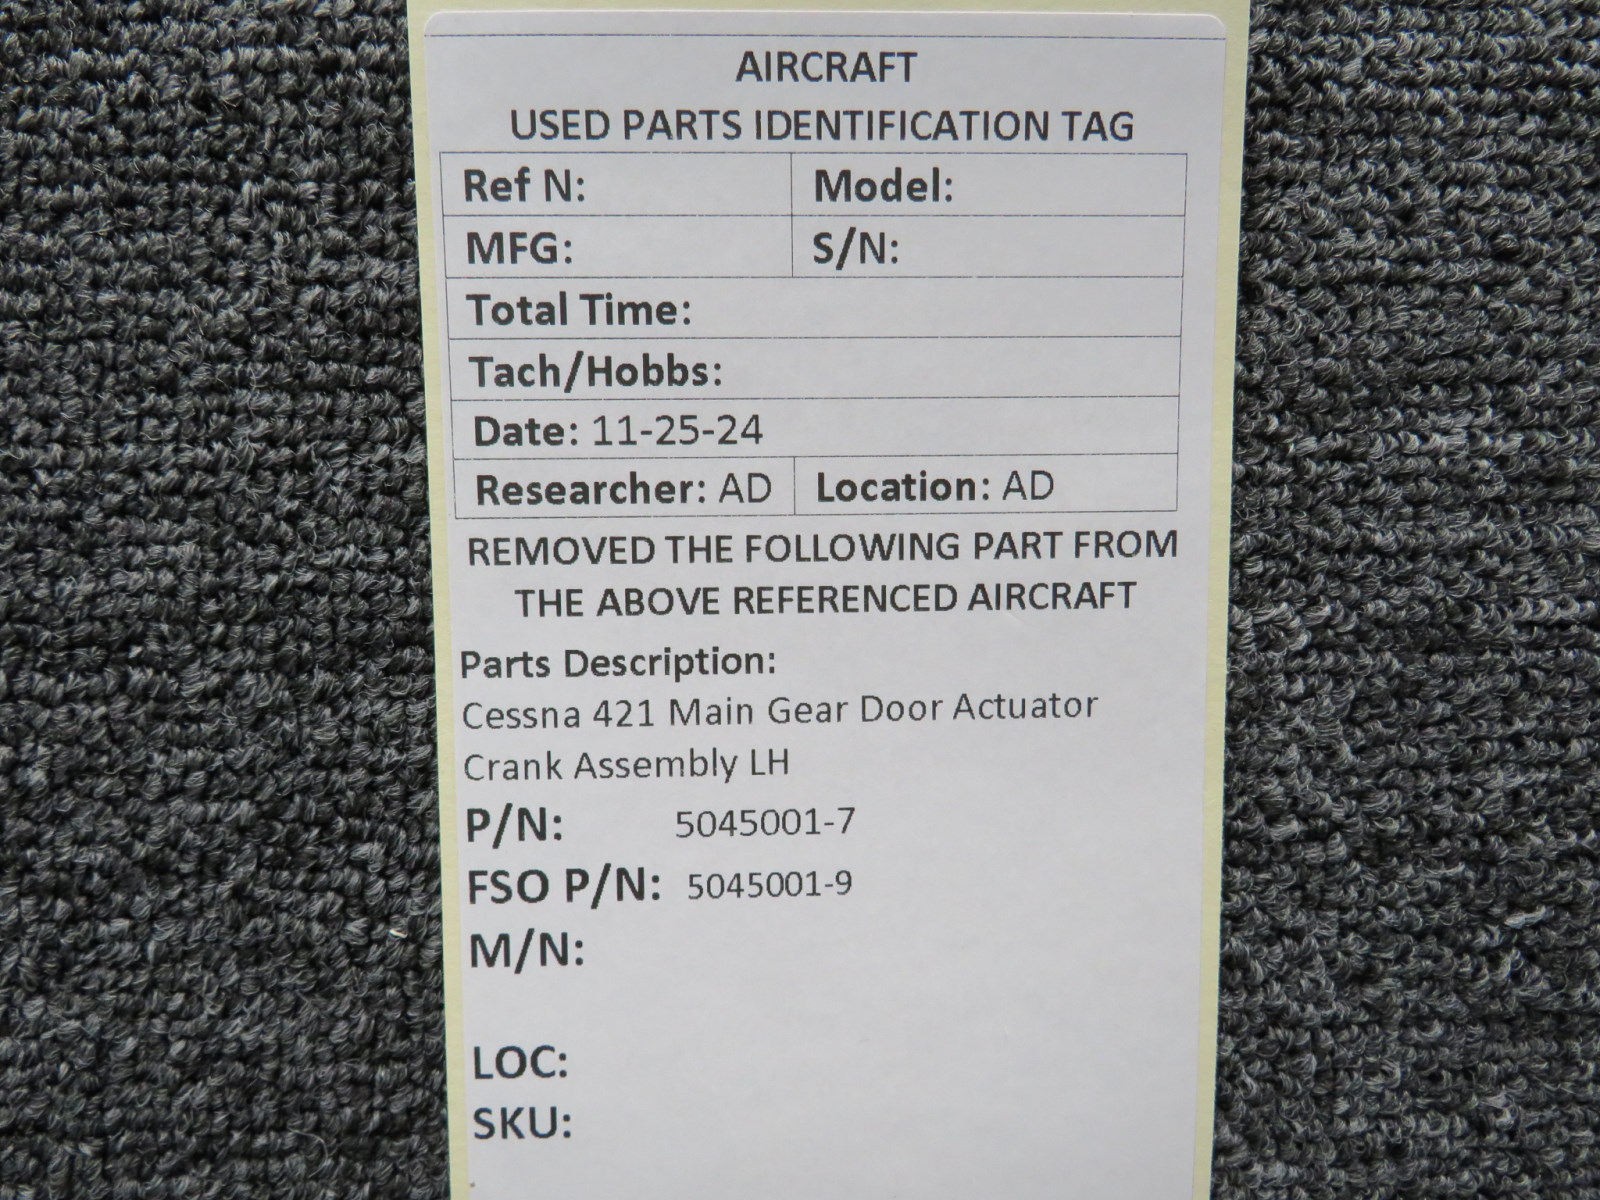 AIRCRAFT
USED PARTS IDENTIFICATION TAG
Ref N: Model:
MFG: S/N:
Total Time:
Tach/Hobbs:
Date: 11-25-24
Researcher: AD Location: AD
REMOVED THE FOLLOWING PART FROM
THE ABOVE REFERENCED AIRCRAFT
Parts Description:
Cessna 421 Main Gear Door Actuator
Crank Assembly LH
P/N: 5045001-7
FSO P/N: 5045001-9
M/N:
LOC:
SKU: